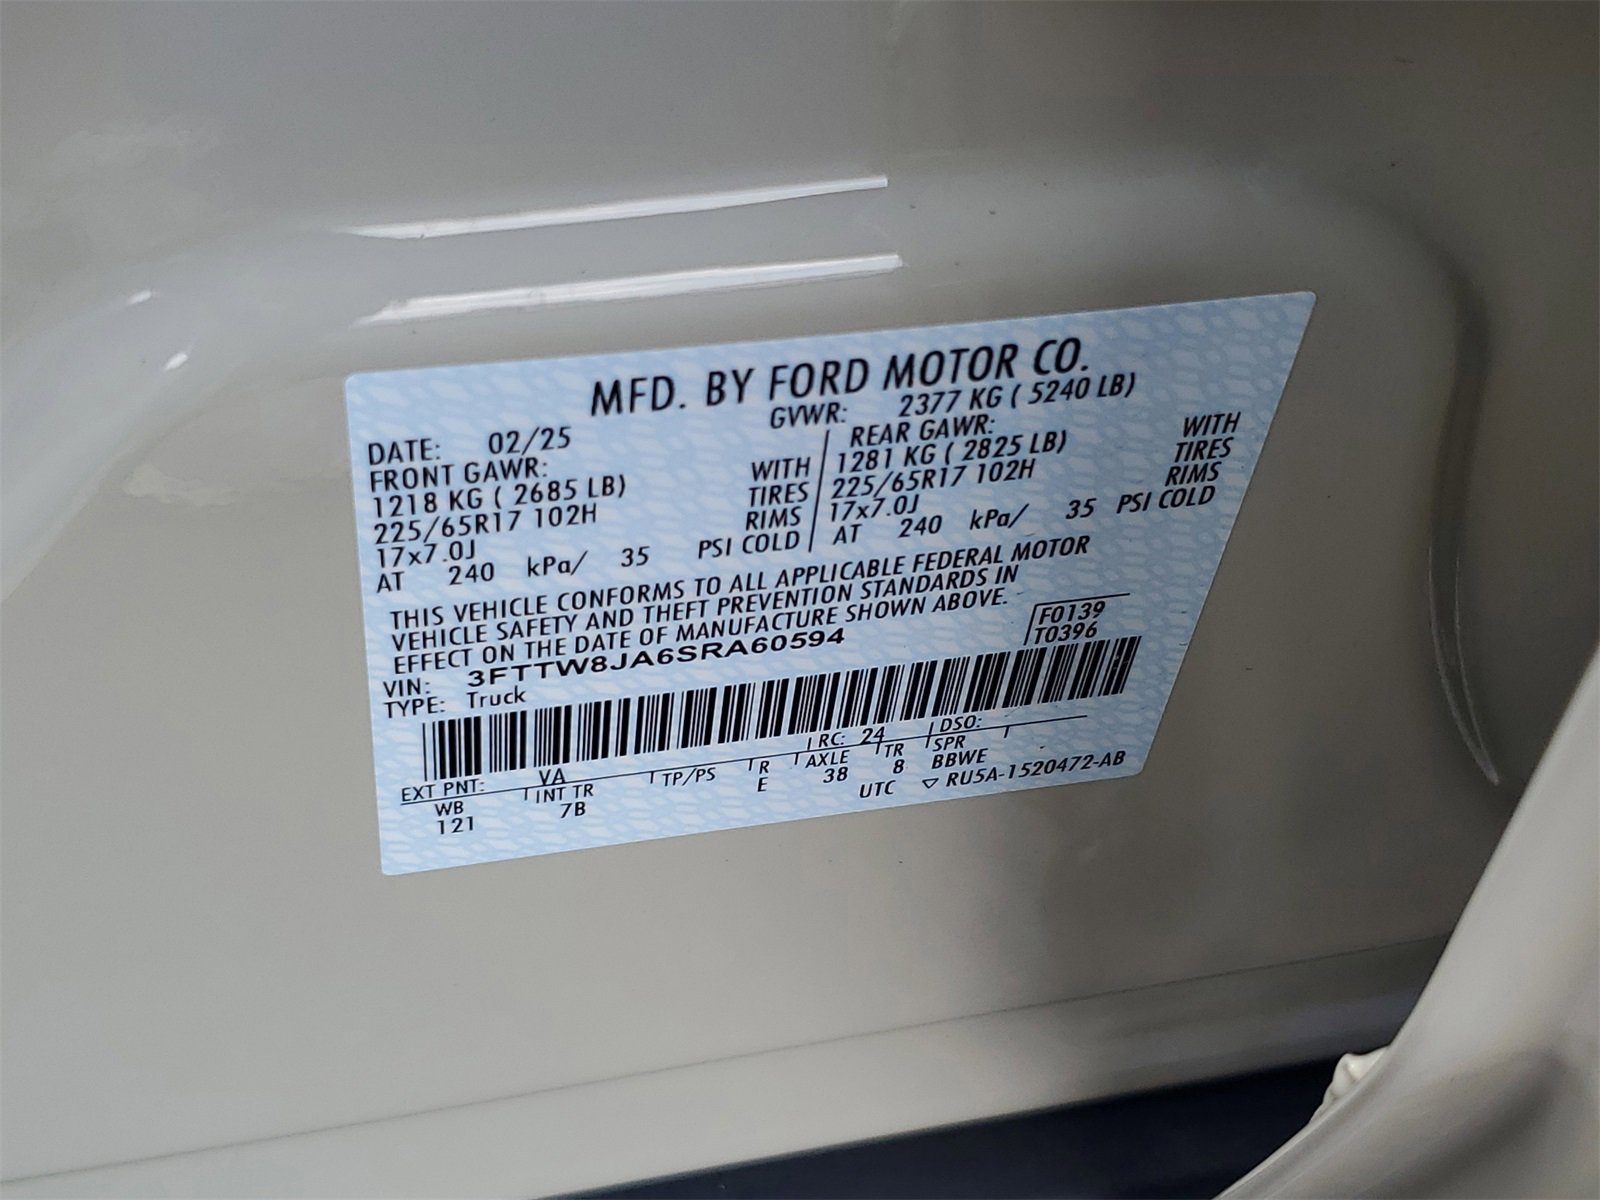 MFD. BY FORD MOTOR CO.
DATE: 02/25 GVWR: 2377 KG ( 5240 LB)
FRONT GAWR: REAR GAWR:
1218 KG ( 2685 LB) WITH 1281 KG ( 2825 LB) WITH
225/65R17 102H TIRES 225/65R17 102H TIRES
17x7.0J RIMS 17x7.0J RIMS
AT 240 kPa/ 35 PSI COLD AT 240 kPa/ 35 PSI COLD
THIS VEHICLE CONFORMS TO ALL APPLICABLE FEDERAL MOTOR
VEHICLE SAFETY AND THEFT PREVENTION STANDARDS IN
EFFECT ON THE DATE OF MANUFACTURE SHOWN ABOVE.
VIN: 3FTTW8JA6SRA60594 F0139
TYPE: Truck T0396
EXT PNT: VA RC: 24 DSO:
WB INT TR TP/PS R AXLE TR SPR
121 7B E 38 8 BBWE
UTC ▽ RU5A-1520472-AB